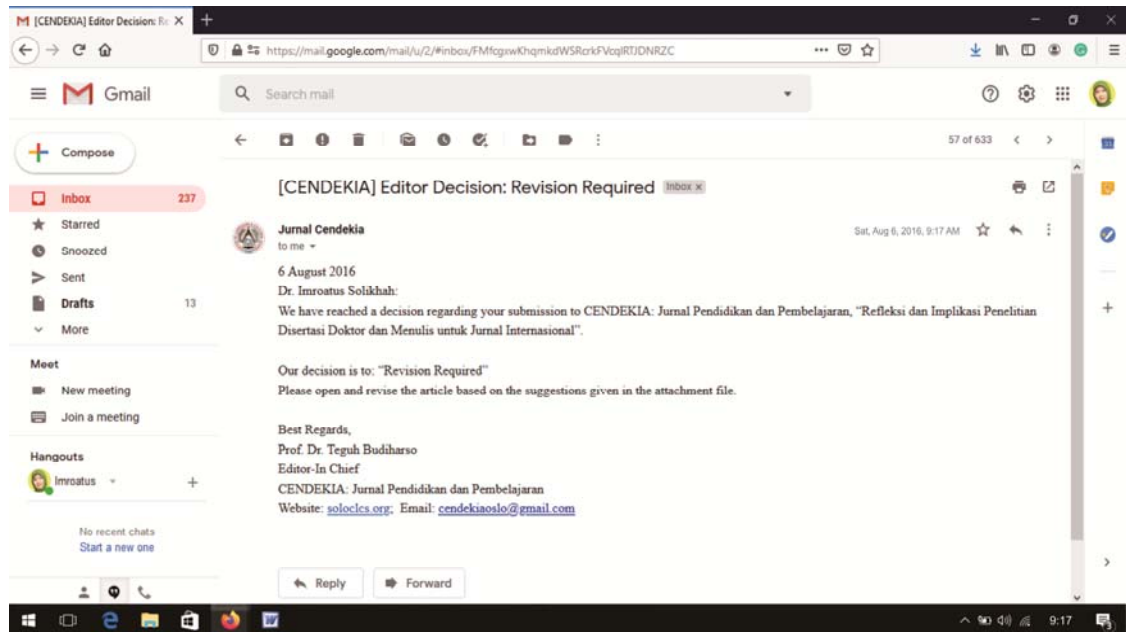 [CENDEKIA] Editor Decision: Re
https://mail.google.com/mail/u/2/#inbox/FMfcgxwKhqmkdWSRcrkFVcqlRTJDNRZC
Gmail
Search mail
Compose
57 of 633
Inbox 237
Starred
Snoozed
Sent
Drafts 13
More
Meet
New meeting
Join a meeting
Hangouts
Imroatus
No recent chats
Start a new one
[CENDEKIA] Editor Decision: Revision Required Inbox x
Jurnal Cendekia
Sat, Aug 6, 2016, 9:17 AM
to me
6 August 2016
Dr. Imroatus Solikhah:
We have reached a decision regarding your submission to CENDEKIA: Jurnal Pendidikan dan Pembelajaran, “Refleksi dan Implikasi Penelitian
Disertasi Doktor dan Menulis untuk Jurnal Internasional”.
Our decision is to: “Revision Required”
Please open and revise the article based on the suggestions given in the attachment file.
Best Regards,
Prof. Dr. Teguh Budiharso
Editor-In Chief
CENDEKIA: Jurnal Pendidikan dan Pembelajaran
Website: soloclcs.org; Email: cendekiaoslo@gmail.com
Reply
Forward
9:17